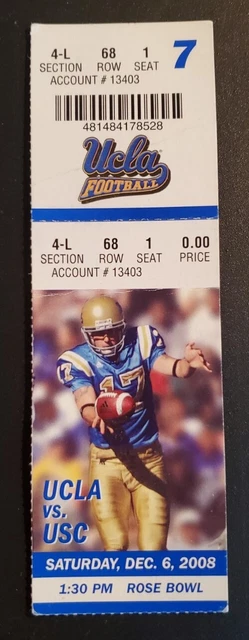 4-L 68 1 7
SECTION ROW SEAT
ACCOUNT # 13403
481484178528
Ucla
FOOTBALL
4-L 68 1 0.00
SECTION ROW SEAT PRICE
ACCOUNT # 13403
17
UCLA
VS.
USC
SATURDAY, DEC. 6, 2008
1:30 PM ROSE BOWL